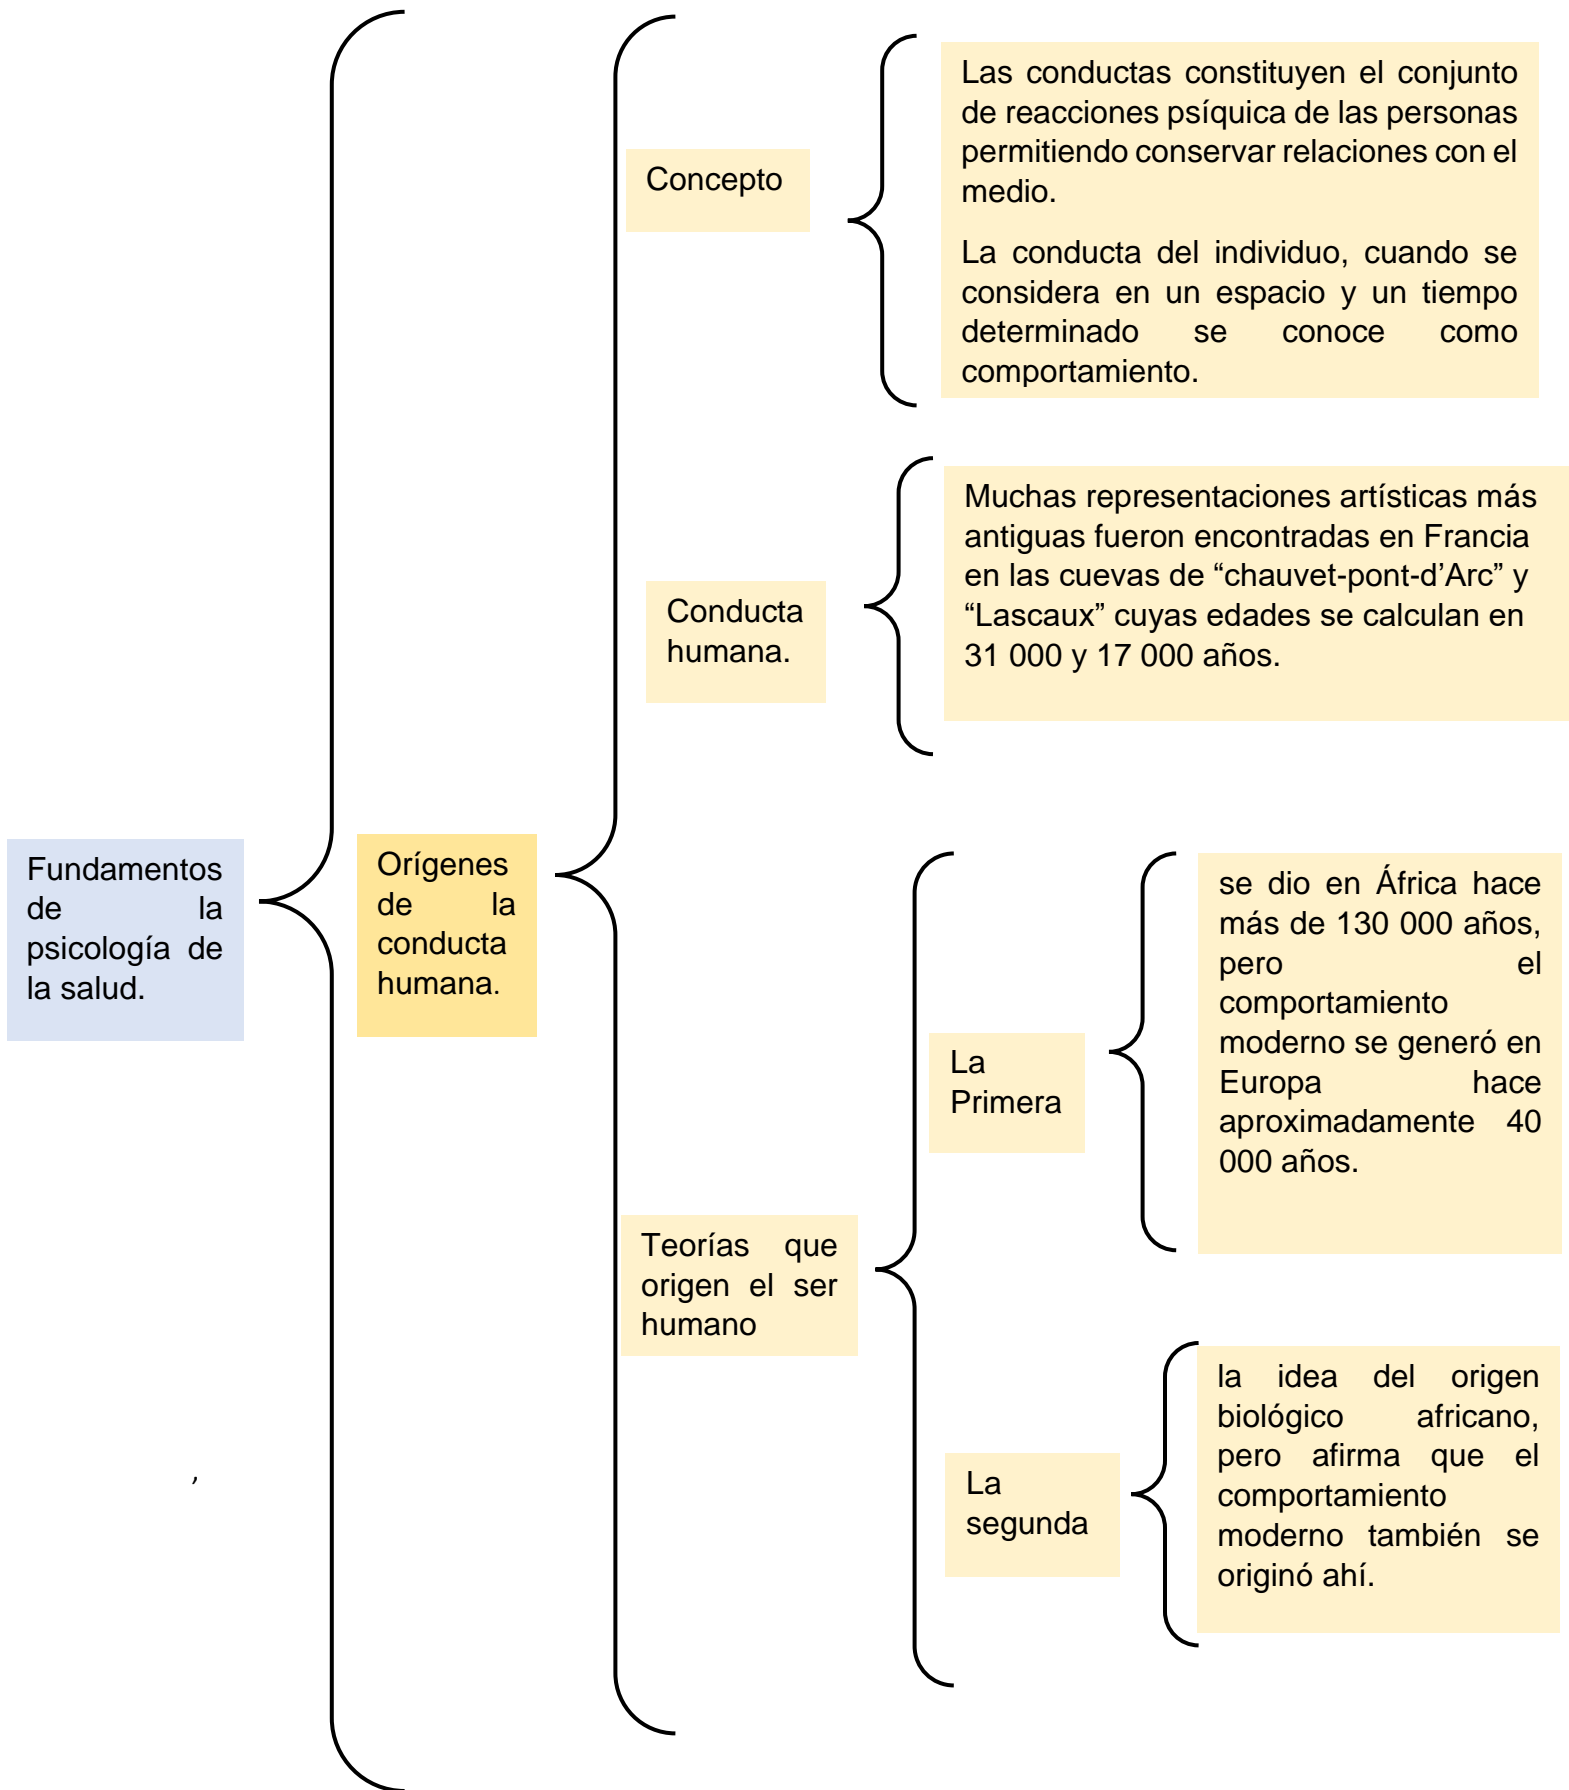 Fundamentos
de la
psicología de
la salud.
Orígenes
de la
conducta
humana.
Concepto
Las conductas constituyen el conjunto
de reacciones psíquica de las personas
permitiendo conservar relaciones con el
medio.
La conducta del individuo, cuando se
considera en un espacio y un tiempo
determinado se conoce como
comportamiento.
Conducta
humana.
Muchas representaciones artísticas más
antiguas fueron encontradas en Francia
en las cuevas de “chauvet-pont-d’Arc” y
“Lascaux” cuyas edades se calculan en
31 000 y 17 000 años.
Teorías que
origen el ser
humano
La
Primera
se dio en África hace
más de 130 000 años,
pero el
comportamiento
moderno se generó en
Europa hace
aproximadamente 40
000 años.
La
segunda
la idea del origen
biológico africano,
pero afirma que el
comportamiento
moderno también se
originó ahí.
,